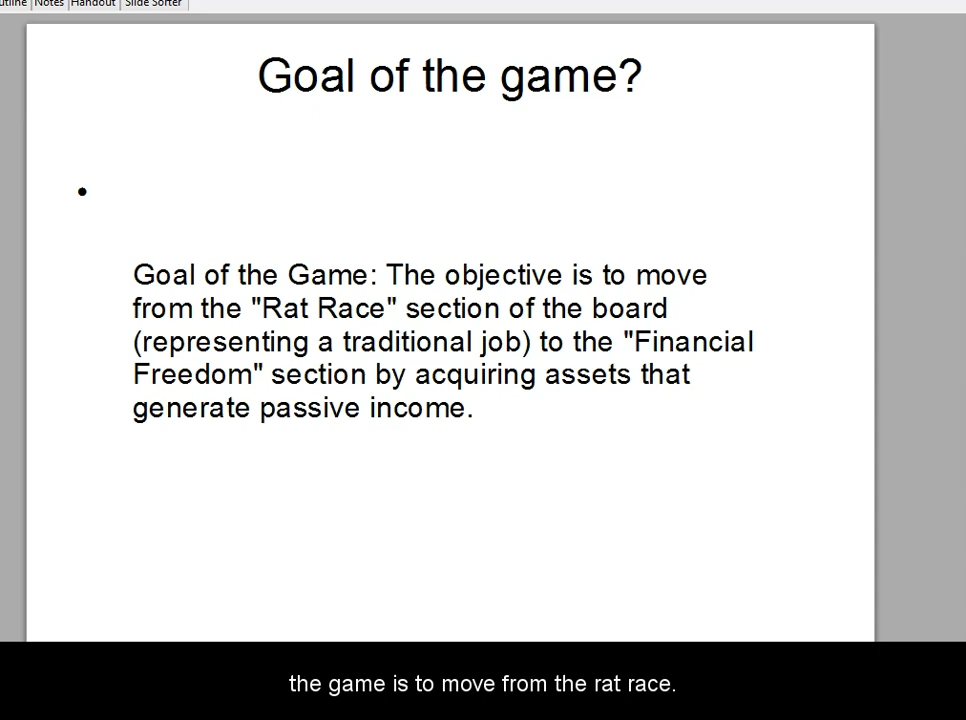 utline Notes Handout Slide Sorter
Goal of the game?
Goal of the Game: The objective is to move
from the "Rat Race" section of the board
(representing a traditional job) to the "Financial
Freedom" section by acquiring assets that
generate passive income.
the game is to move from the rat race.